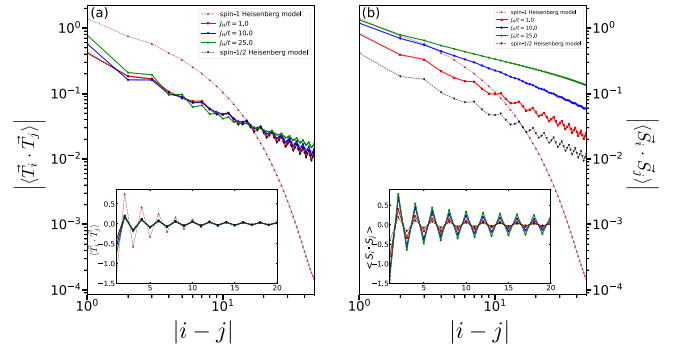 (a)
spin-1 Heisenberg model
J_H/t = 1.0
J_H/t = 10.0
J_H/t = 25.0
spin-1/2 Heisenberg model
|⟨T⃗_i · T⃗_j⟩|
10^0
10^-1
10^-2
10^-3
10^-4
10^0
10^1
|i − j|
⟨T_i · T_j⟩
0.5
0.0
−0.5
−1.0
−1.5
5
10
15
20
(b)
spin-1 Heisenberg model
J_H/t = 1.0
J_H/t = 10.0
J_H/t = 25.0
spin-1/2 Heisenberg model
|⟨S⃗_i · S⃗_j⟩|
10^0
10^-1
10^-2
10^-3
10^-4
10^0
10^1
|i − j|
< S_i · S_j >
0.5
0.0
−0.5
−1.0
−1.5
5
10
15
20